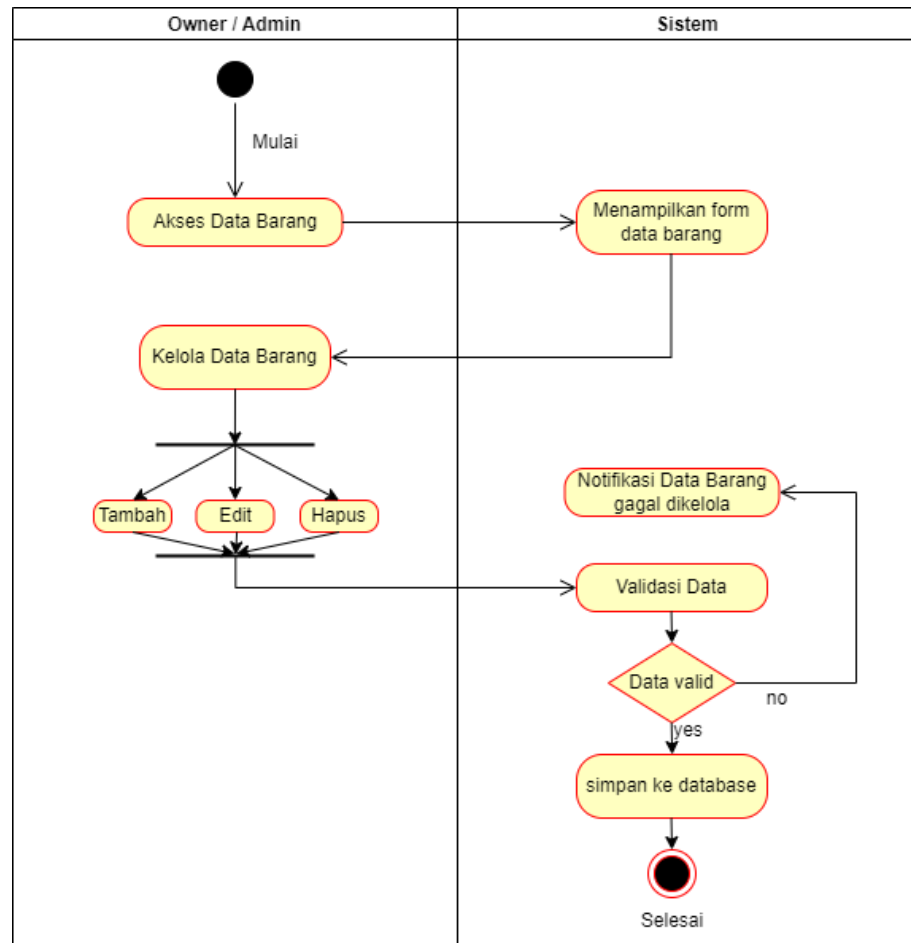 Owner / Admin
Sistem
Mulai
Akses Data Barang
Menampilkan form
data barang
Kelola Data Barang
Tambah
Edit
Hapus
Notifikasi Data Barang
gagal dikelola
Validasi Data
Data valid
no
yes
simpan ke database
Selesai